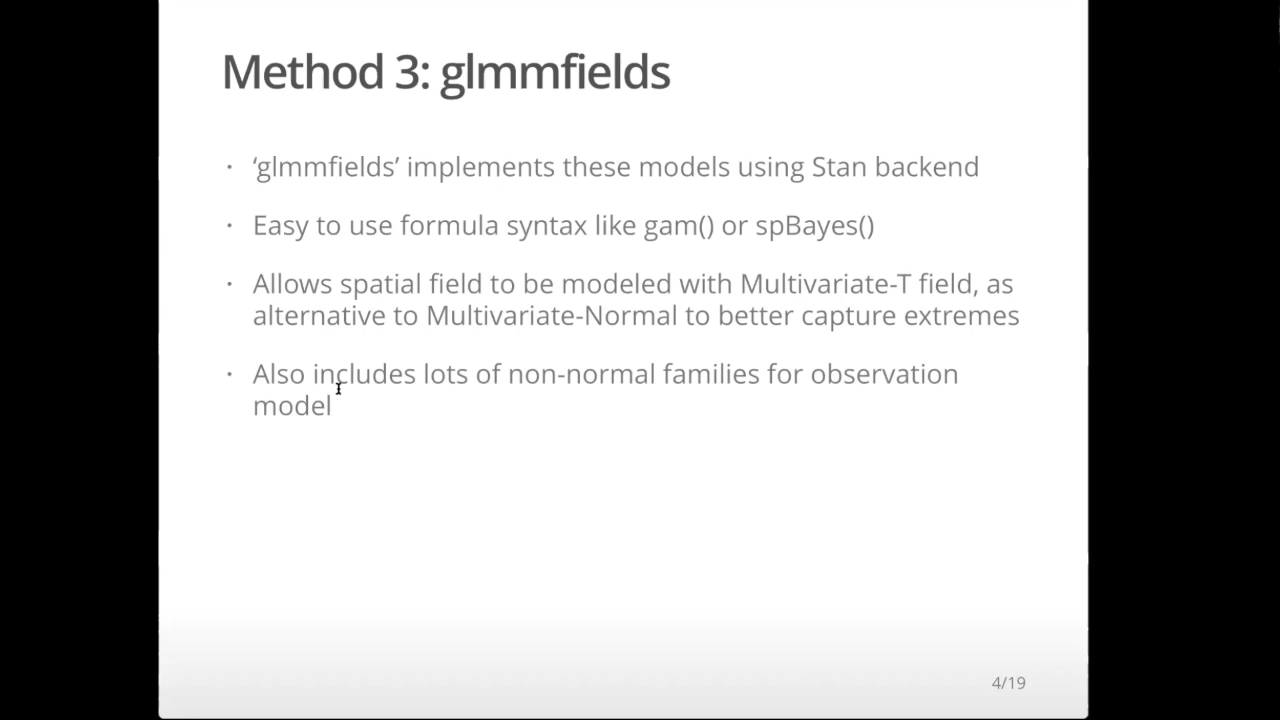 Method 3: glmmfields
· ‘glmmfields’ implements these models using Stan backend
· Easy to use formula syntax like gam() or spBayes()
· Allows spatial field to be modeled with Multivariate-T field, as
alternative to Multivariate-Normal to better capture extremes
· Also includes lots of non-normal families for observation
model
4/19